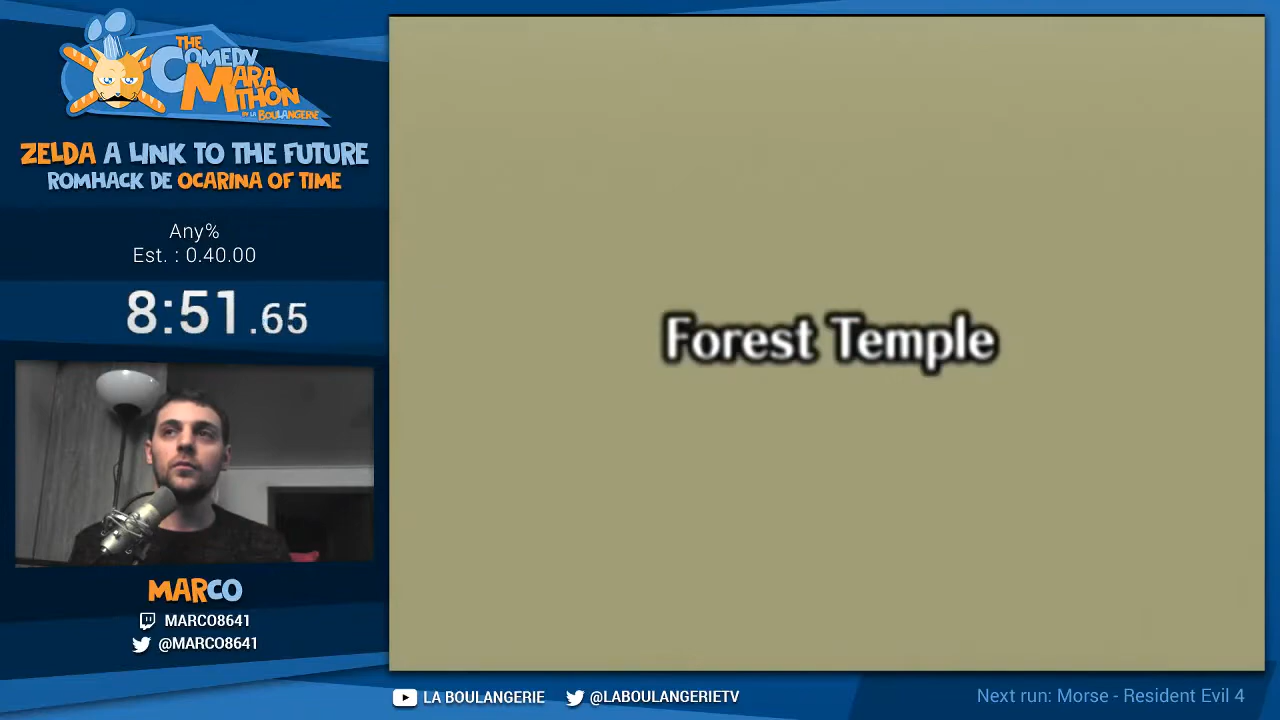 THE
COMEDY
MARA
THON
BY LA BOULANGERIE
ZELDA A LINK TO THE FUTURE
ROMHACK DE OCARINA OF TIME
Any%
Est. : 0.40.00
8:51.65
Forest Temple
MARCO
MARCO8641
@MARCO8641
LA BOULANGERIE @LABOULANGERIETV Next run: Morse - Resident Evil 4